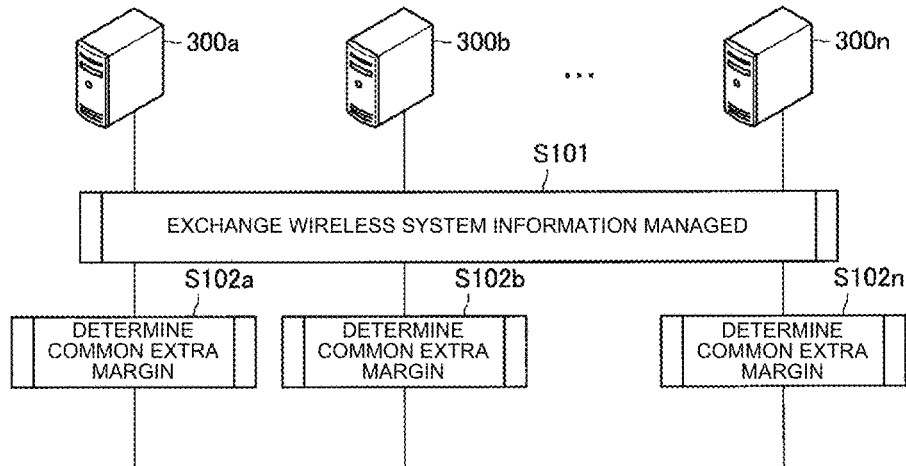 300a
300b
...
300n
S101
EXCHANGE WIRELESS SYSTEM INFORMATION MANAGED
S102a
S102b
S102n
DETERMINE
COMMON EXTRA
MARGIN
DETERMINE
COMMON EXTRA
MARGIN
DETERMINE
COMMON EXTRA
MARGIN